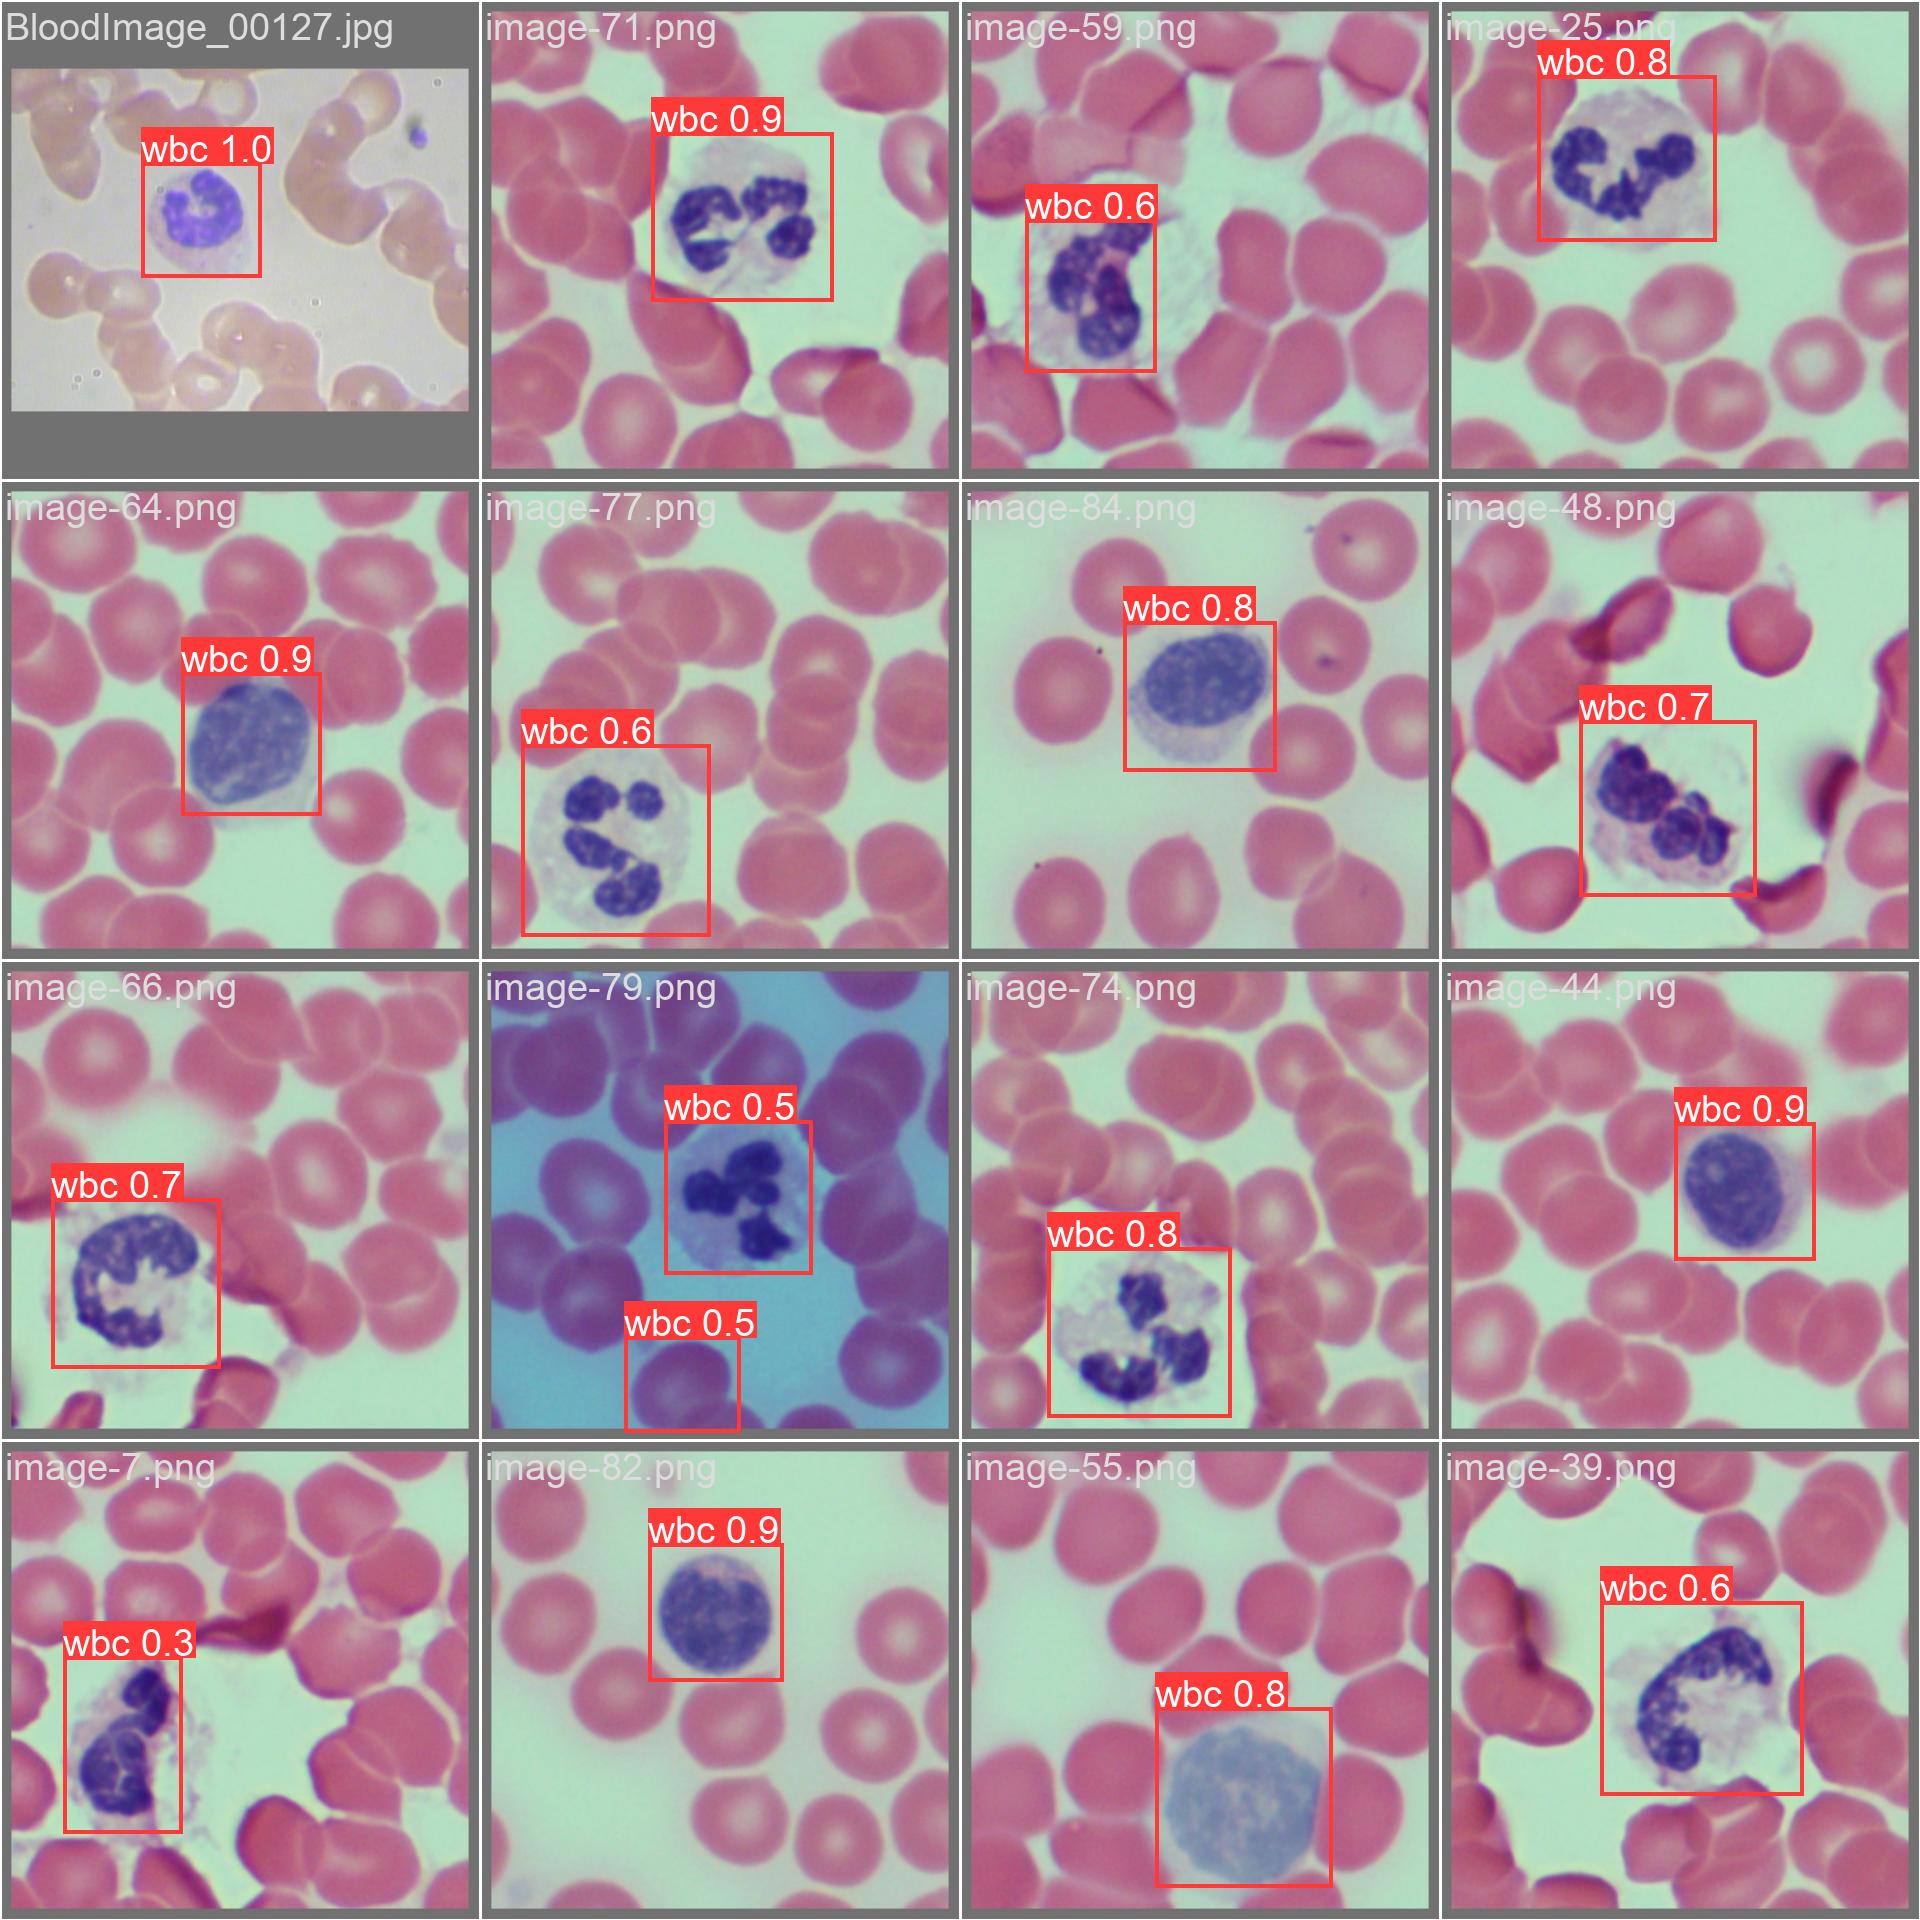 BloodImage_00127.jpg
wbc 1.0
image-71.png
wbc 0.9
image-59.png
wbc 0.6
image-25.png
wbc 0.8
image-64.png
wbc 0.9
image-77.png
wbc 0.6
image-84.png
wbc 0.8
image-48.png
wbc 0.7
image-66.png
wbc 0.7
image-79.png
wbc 0.5
wbc 0.5
image-74.png
wbc 0.8
image-44.png
wbc 0.9
image-7.png
wbc 0.3
image-82.png
wbc 0.9
image-55.png
wbc 0.8
image-39.png
wbc 0.6